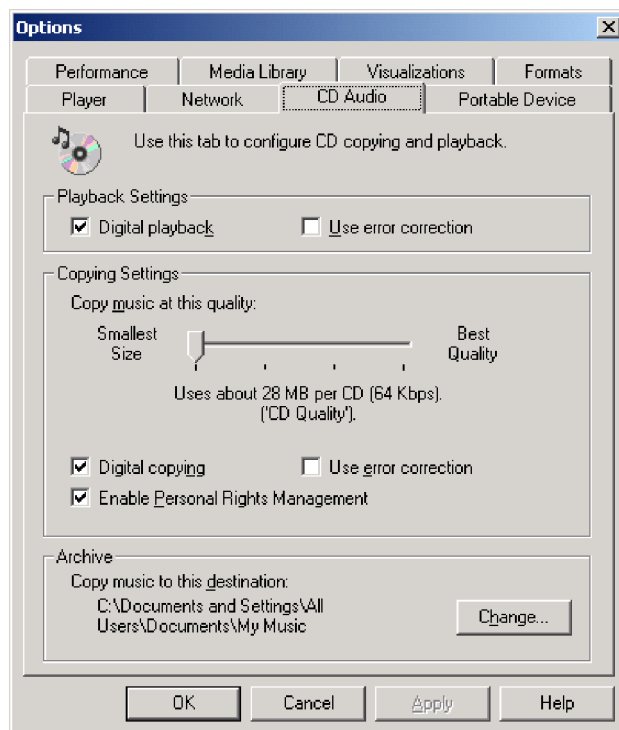 Options
Performance Media Library Visualizations Formats
Player Network CD Audio Portable Device
Use this tab to configure CD copying and playback.
Playback Settings
Digital playback Use error correction
Copying Settings
Copy music at this quality:
Smallest Size Best Quality
Uses about 28 MB per CD (64 Kbps).
('CD Quality').
Digital copying Use error correction
Enable Personal Rights Management
Archive
Copy music to this destination:
C:\Documents and Settings\All
Users\Documents\My Music
Change...
OK Cancel Apply Help